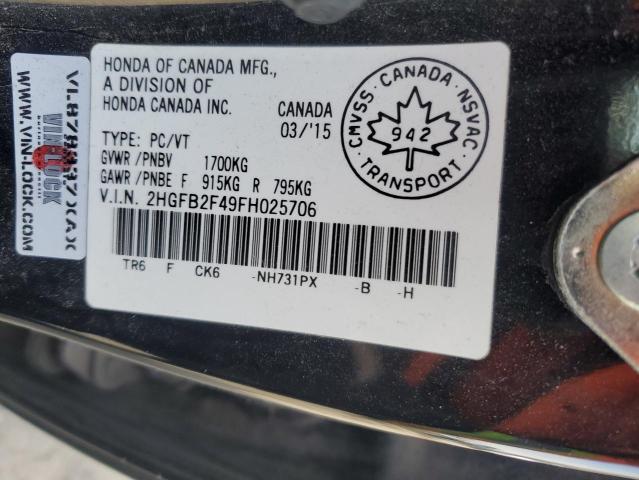 HONDA OF CANADA MFG.,
A DIVISION OF
HONDA CANADA INC. CANADA
03/'15
TYPE: PC/VT
GVWR /PNBV 1700KG
GAWR /PNBE F 915KG R 795KG
V.I.N. 2HGFB2F49FH025706
TR6 F CK6 -NH731PX -B -H
CMVSS · CANADA · NSVAC
942
TRANSPORT
VIN LOCK
WWW.VIN-LOCK.COM